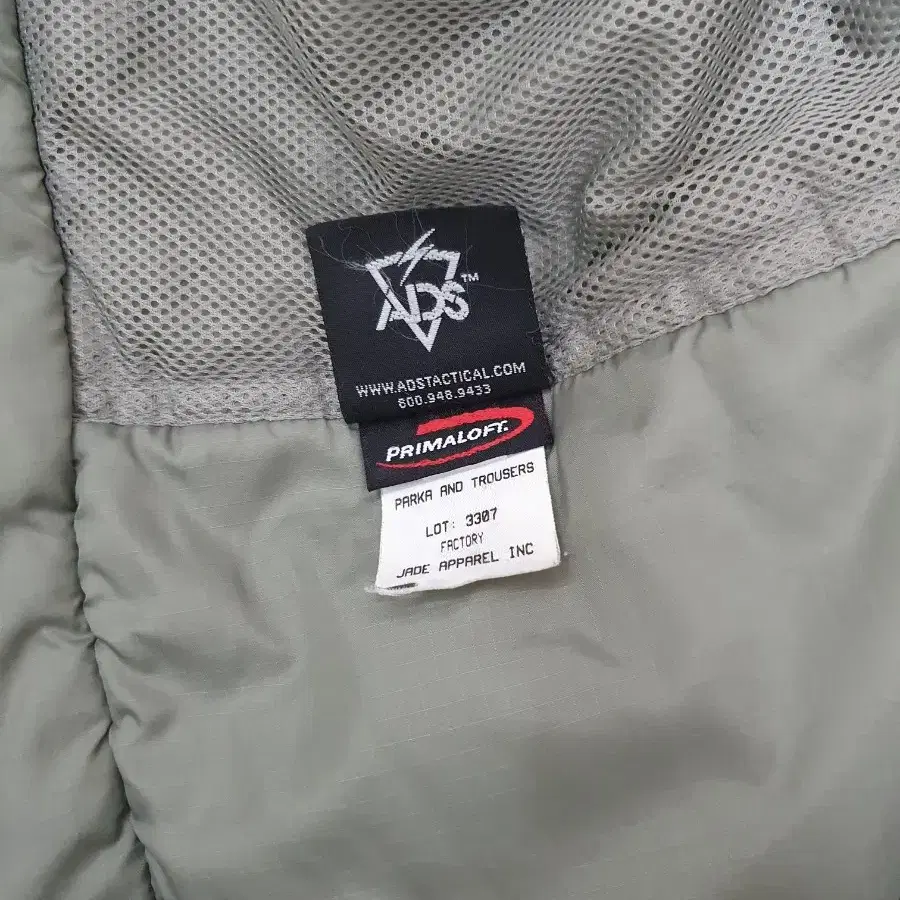 ADS™
WWW.ADSTACTICAL.COM
800.948.9433
PRIMALOFT.
PARKA AND TROUSERS
LOT: 3307
FACTORY
JADE APPAREL INC